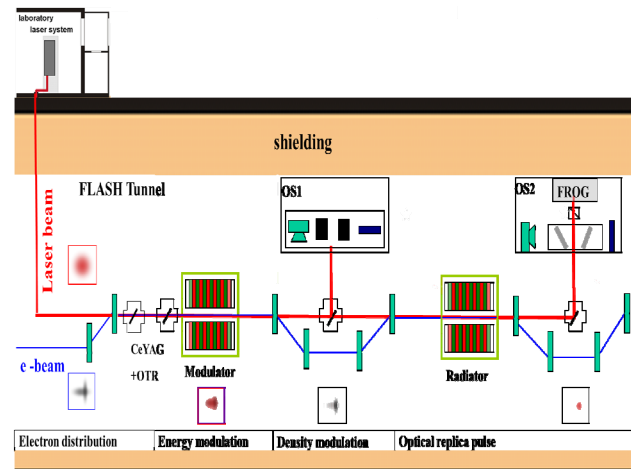 laboratory
laser system
shielding
FLASH Tunnel
OS1
OS2
FROG
Laser beam
CeYAG
+OTR
e -beam
Modulator
Radiator
Electron distribution
Energy modulation
Density modulation
Optical replica pulse